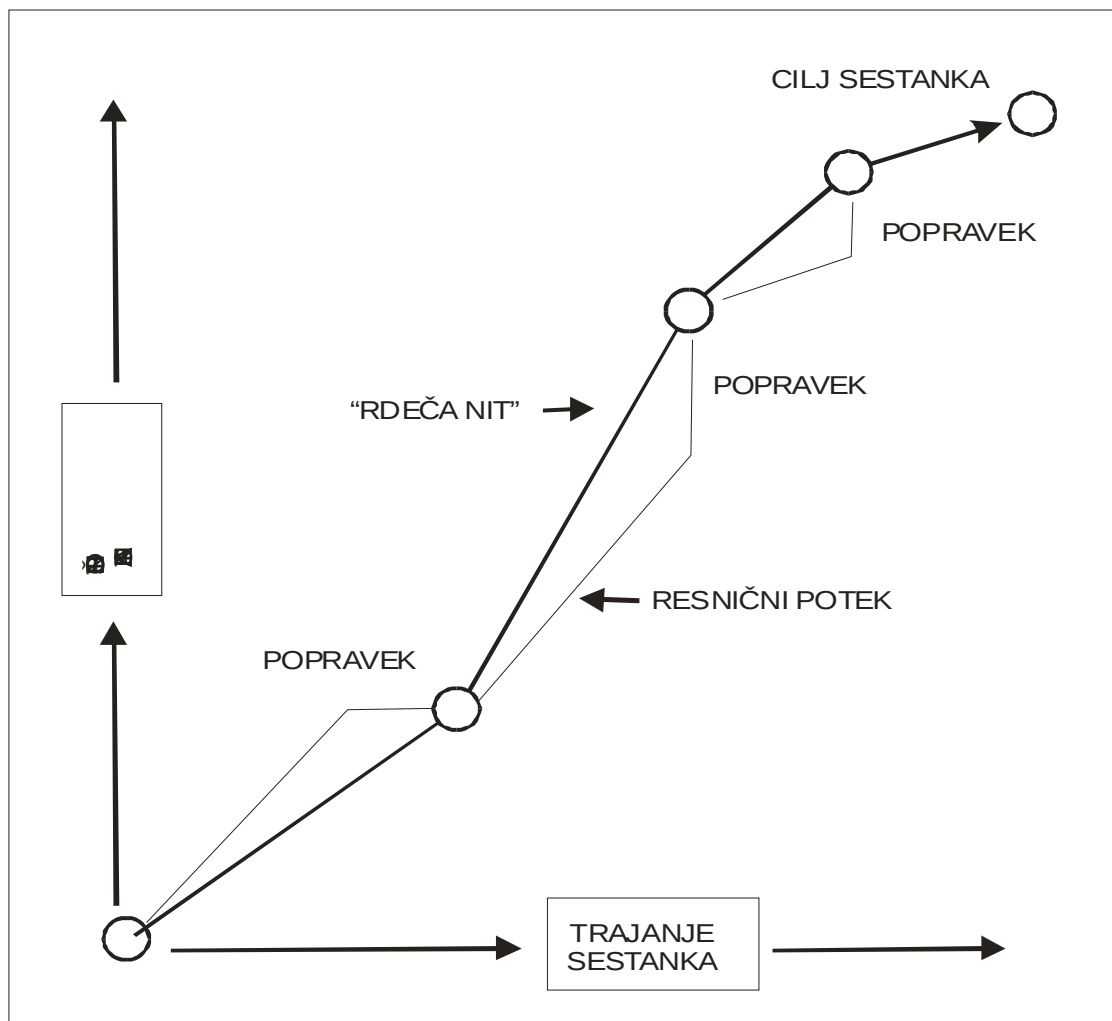 CILJ SESTANKA
POPRAVEK
POPRAVEK
“RDEČA NIT”
RESNIČNI POTEK
POPRAVEK
TRAJANJE
SESTANKA